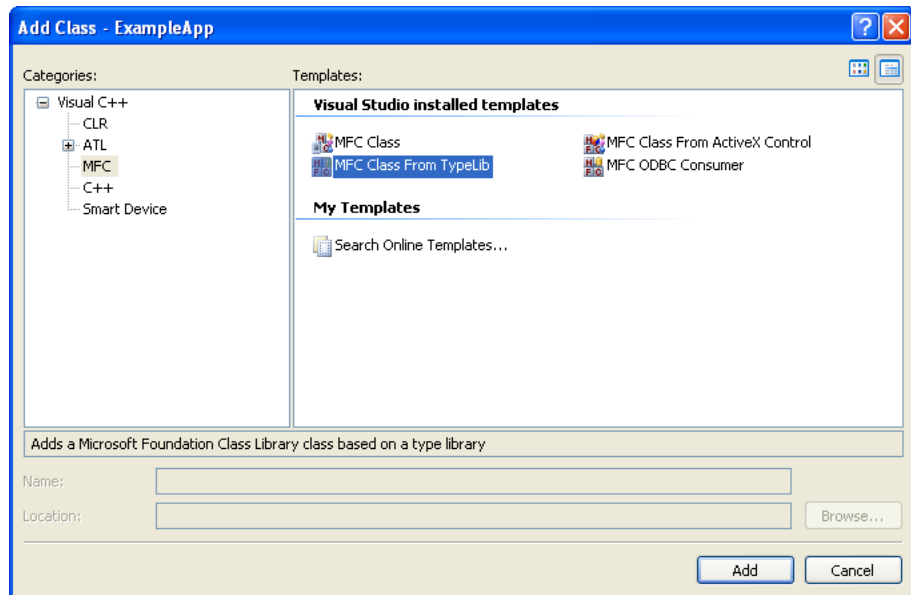 Add Class - ExampleApp
Categories:
Templates:
Visual C++
CLR
ATL
MFC
C++
Smart Device
Visual Studio installed templates
MFC Class
MFC Class From ActiveX Control
MFC Class From TypeLib
MFC ODBC Consumer
My Templates
Search Online Templates...
Adds a Microsoft Foundation Class Library class based on a type library
Name:
Location:
Browse...
Add
Cancel